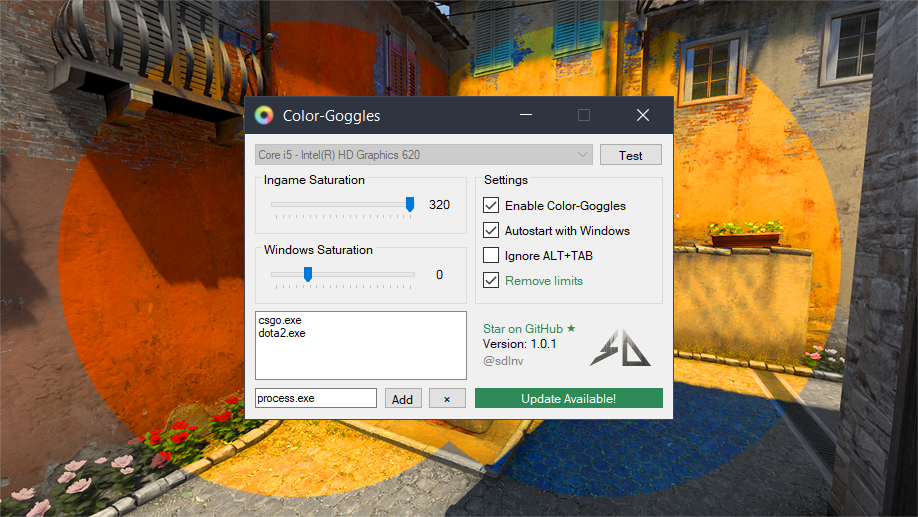 Color-Goggles
Core i5 - Intel(R) HD Graphics 620
Test
Ingame Saturation
320
Windows Saturation
0
Settings
Enable Color-Goggles
Autostart with Windows
Ignore ALT+TAB
Remove limits
csgo.exe
dota2.exe
Star on GitHub ★
Version: 1.0.1
@sdlnv
SD
process.exe
Add
×
Update Available!